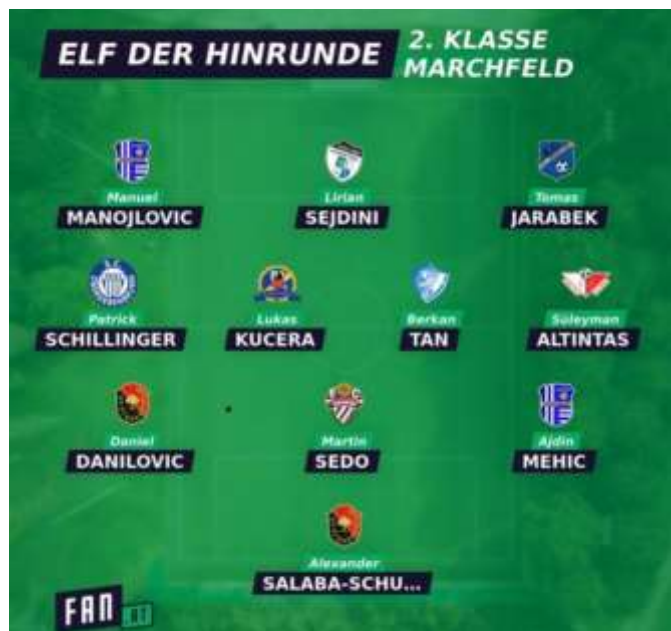 ELF DER HINRUNDE
2. KLASSE
MARCHFELD
Manuel
MANOJLOVIC
Lirian
SEJDINI
Tomas
JARABEK
Patrick
SCHILLINGER
Lukas
KUCERA
Berkan
TAN
Süleyman
ALTINTAS
Daniel
DANILOVIC
Martin
SEDO
Ajdin
MEHIC
Alexander
SALABA-SCHU...
FAN
.AT